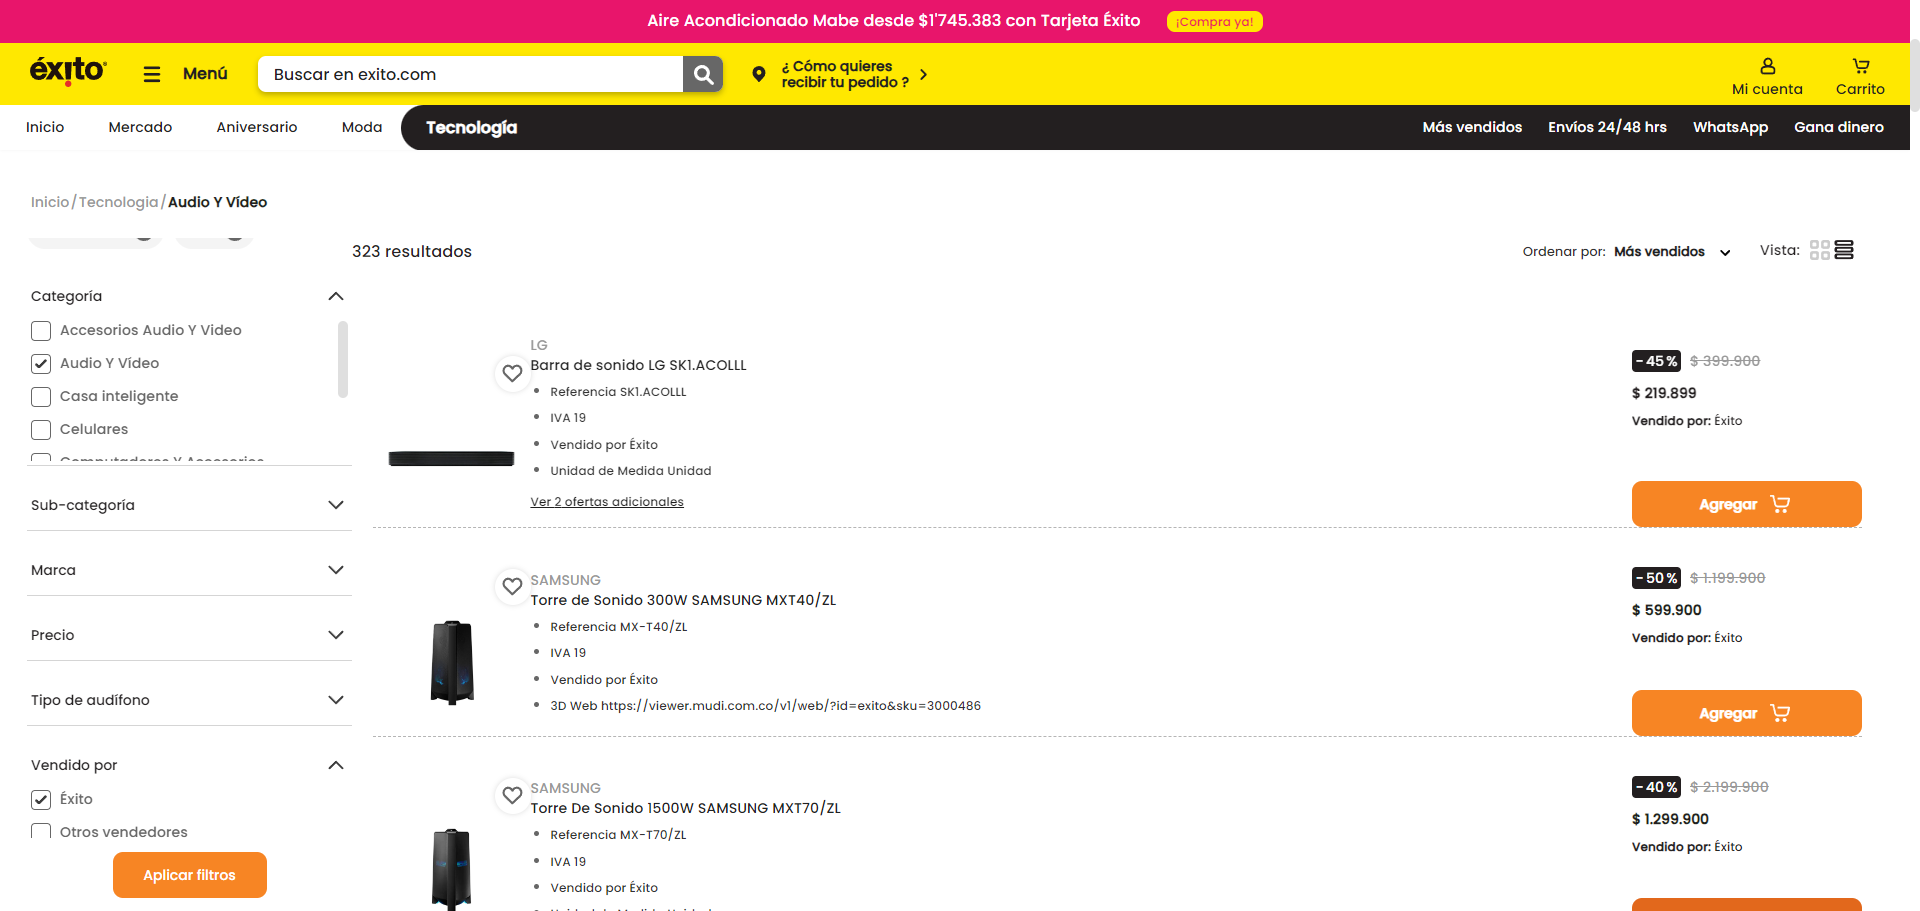 Aire Acondicionado Mabe desde $1'745.383 con Tarjeta Éxito ¡Compra ya!
éxito
Menú
Buscar en exito.com
¿ Cómo quieres
recibir tu pedido ?
Mi cuenta
Carrito
Inicio Mercado Aniversario Moda Tecnología Más vendidos Envíos 24/48 hrs WhatsApp Gana dinero
Inicio/Tecnologia/Audio Y Vídeo
323 resultados
Ordenar por: Más vendidos
Vista:
Categoría
Accesorios Audio Y Video
Audio Y Vídeo
Casa inteligente
Celulares
Computadores Y Accesorios
Sub-categoría
Marca
Precio
Tipo de audífono
Vendido por
Éxito
Otros vendedores
Aplicar filtros
LG
Barra de sonido LG SK1.ACOLLL
Referencia SK1.ACOLLL
IVA 19
Vendido por Éxito
Unidad de Medida Unidad
Ver 2 ofertas adicionales
-45% $ 399.900
$ 219.899
Vendido por: Éxito
Agregar
SAMSUNG
Torre de Sonido 300W SAMSUNG MXT40/ZL
Referencia MX-T40/ZL
IVA 19
Vendido por Éxito
3D Web https://viewer.mudi.com.co/v1/web/?id=exito&sku=3000486
-50% $ 1.199.900
$ 599.900
Vendido por: Éxito
Agregar
SAMSUNG
Torre De Sonido 1500W SAMSUNG MXT70/ZL
Referencia MX-T70/ZL
IVA 19
Vendido por Éxito
-40% $ 2.199.900
$ 1.299.900
Vendido por: Éxito